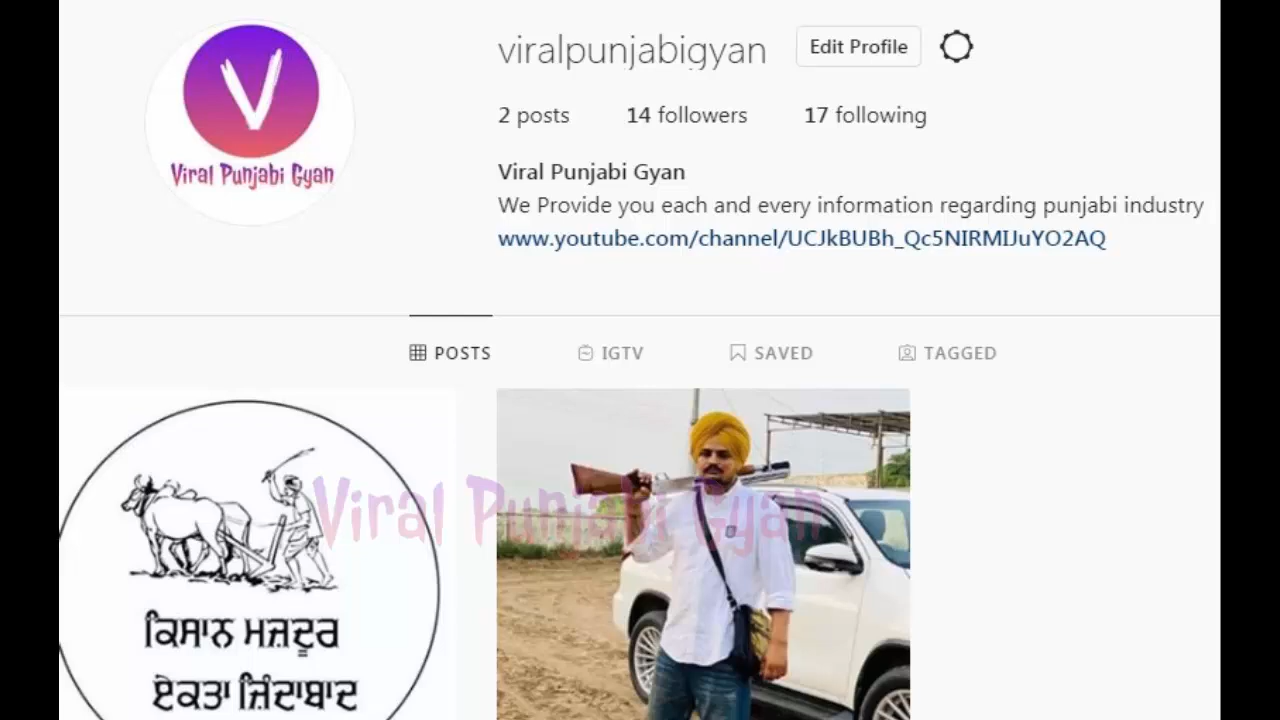 V
Viral Punjabi Gyan
viralpunjabigyan
Edit Profile
2 posts 14 followers 17 following
Viral Punjabi Gyan
We Provide you each and every information regarding punjabi industry
www.youtube.com/channel/UCJkBUBh_Qc5NIRMIJuYO2AQ
POSTS IGTV SAVED TAGGED
Viral Punjabi Gyan
ਕਿਸਾਨ ਮਜ਼ਦੂਰ
ਏਕਤਾ ਜ਼ਿੰਦਾਬਾਦ